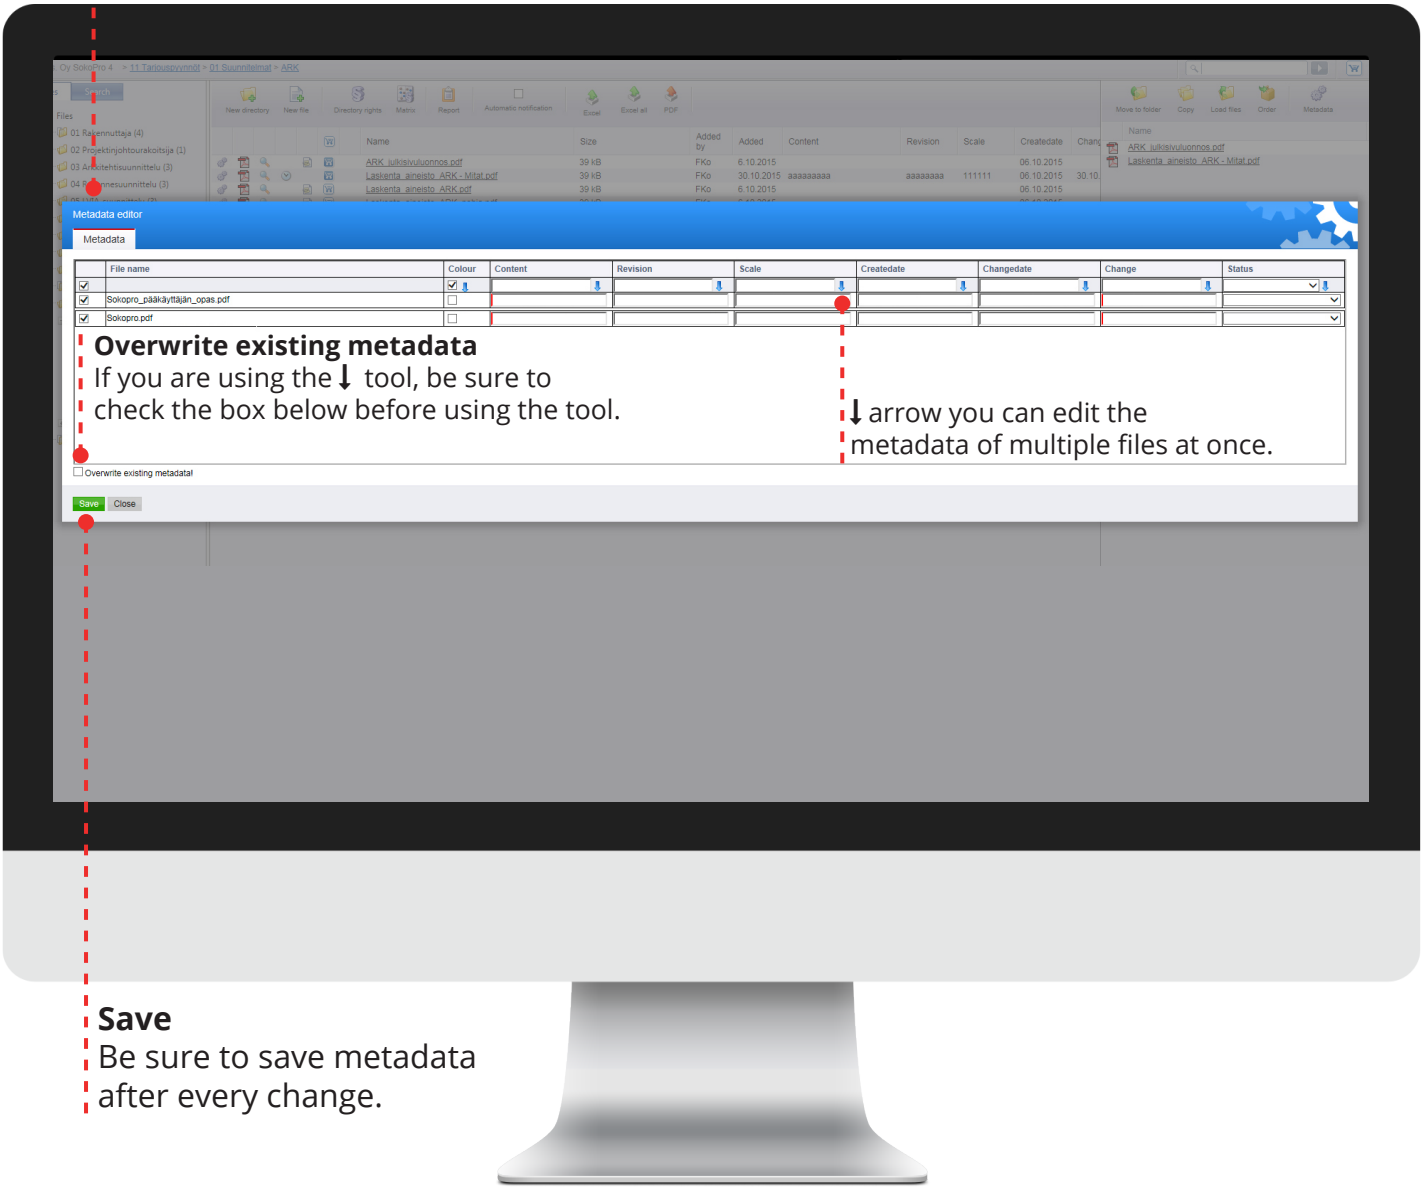 Oy SokoPro 4 » 11 Tarjouspyynnöt » 01 Suunnitelmat » ARK
Search
New directory New file Directory rights Matrix Report Automatic notification Excel Excel all PDF
Move to folder Copy Load files Order Metadata
Files
01 Rakennuttaja (4)
02 Projektinjohtourakoitsija (1)
03 Arkkitehtisuunnittelu (3)
04 Rakennesuunnittelu (3)
Name Size Added by Added Content Revision Scale Createdate Chang
ARK_julkisivuluonnos.pdf 39 kB FKo 6.10.2015 06.10.2015
Laskenta_aineisto_ARK - Mitat.pdf 39 kB FKo 30.10.2015 aaaaaaaaa aaaaaaaa 111111 06.10.2015 30.10.
Laskenta_aineisto_ARK.pdf 39 kB FKo 6.10.2015 06.10.2015
Name
ARK_julkisivuluonnos.pdf
Laskenta_aineisto_ARK - Mitat.pdf
Metadata editor
Metadata
File name Colour Content Revision Scale Createdate Changedate Change Status
Sokopro_pääkäyttäjän_opas.pdf
Sokopro.pdf
Overwrite existing metadata
If you are using the ↓ tool, be sure to
check the box below before using the tool.
↓ arrow you can edit the
metadata of multiple files at once.
Overwrite existing metadata!
Save Close
Save
Be sure to save metadata
after every change.